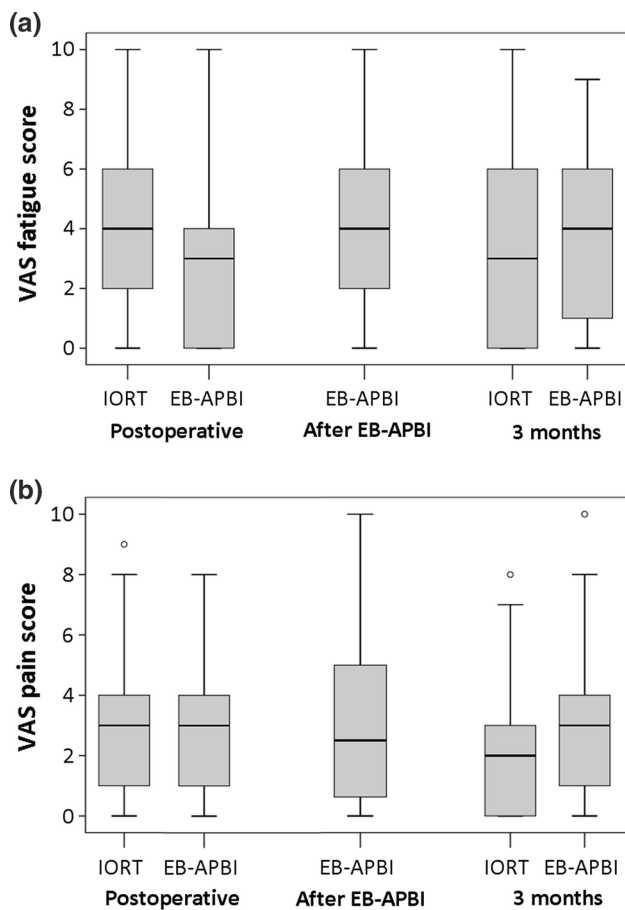 (a)
VAS fatigue score
10
8
6
4
2
0
IORT EB-APBI EB-APBI IORT EB-APBI
Postoperative After EB-APBI 3 months
(b)
VAS pain score
10
8
6
4
2
0
IORT EB-APBI EB-APBI IORT EB-APBI
Postoperative After EB-APBI 3 months